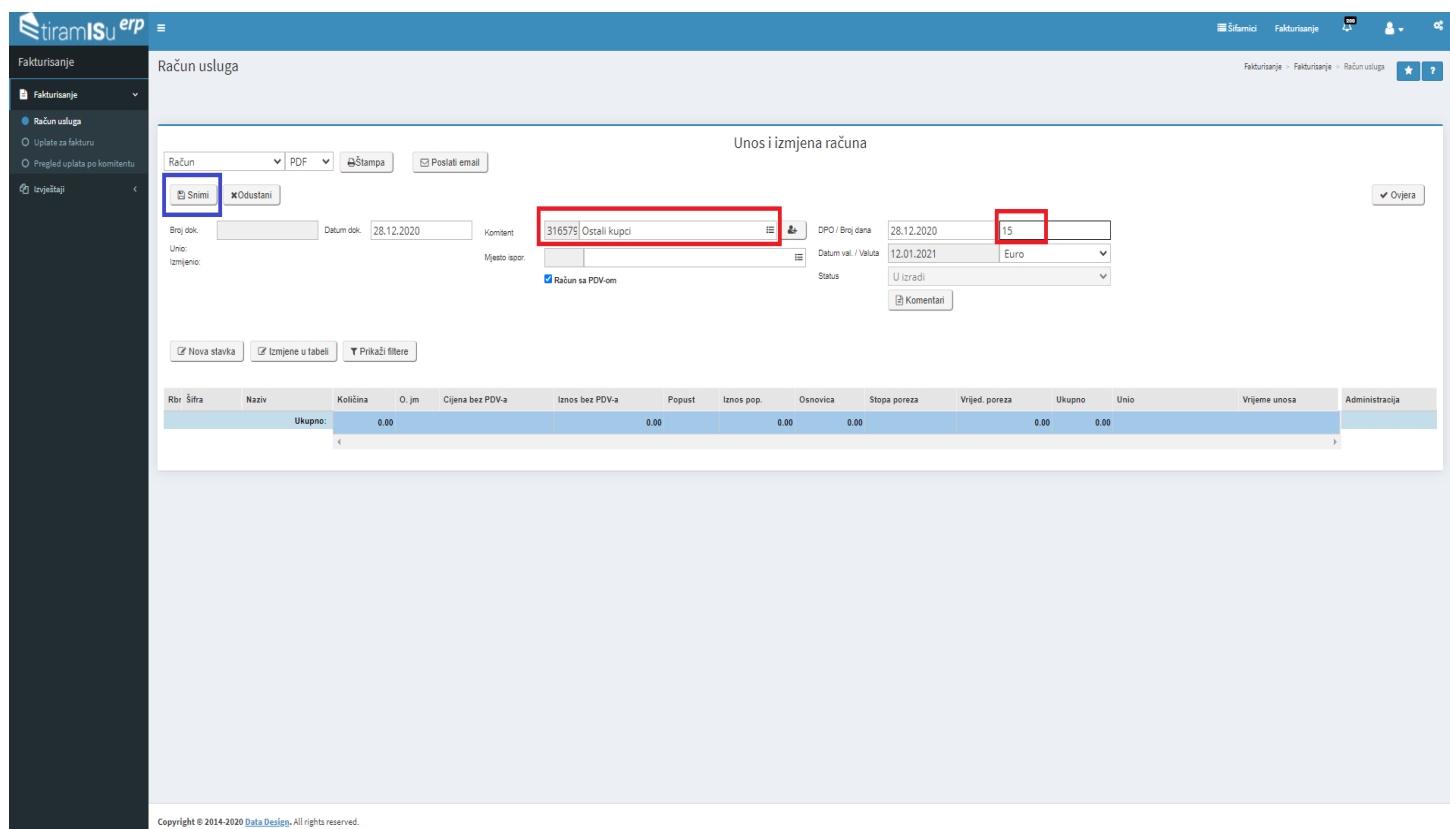 tiramISu erp
Šifarnici Fakturisanje 200
Fakturisanje
Račun usluga
Fakturisanje > Fakturisanje > Račun usluga ?
Fakturisanje
Račun usluga
Uplate za fakturu
Pregled uplata po komitentu
Izvještaji
Unos i izmjena računa
Račun PDF Štampa Poslati email
Snimi Odustani Ovjera
Broj dok. Datum dok. 28.12.2020 Komitent 316579 Ostali kupci DPO / Broj dana 28.12.2020 15
Unio: Mjesto ispor. Datum val. / Valuta 12.01.2021 Euro
Izmijenio:
Račun sa PDV-om Status U izradi
Komentari
Nova stavka Izmjene u tabeli Prikaži filtere
Rbr Šifra Naziv Količina O. jm Cijena bez PDV-a Iznos bez PDV-a Popust Iznos pop. Osnovica Stopa poreza Vrijed. poreza Ukupno Unio Vrijeme unosa Administracija
Ukupno: 0.00 0.00 0.00 0.00 0.00 0.00
Copyright © 2014-2020 Data Design. All rights reserved.